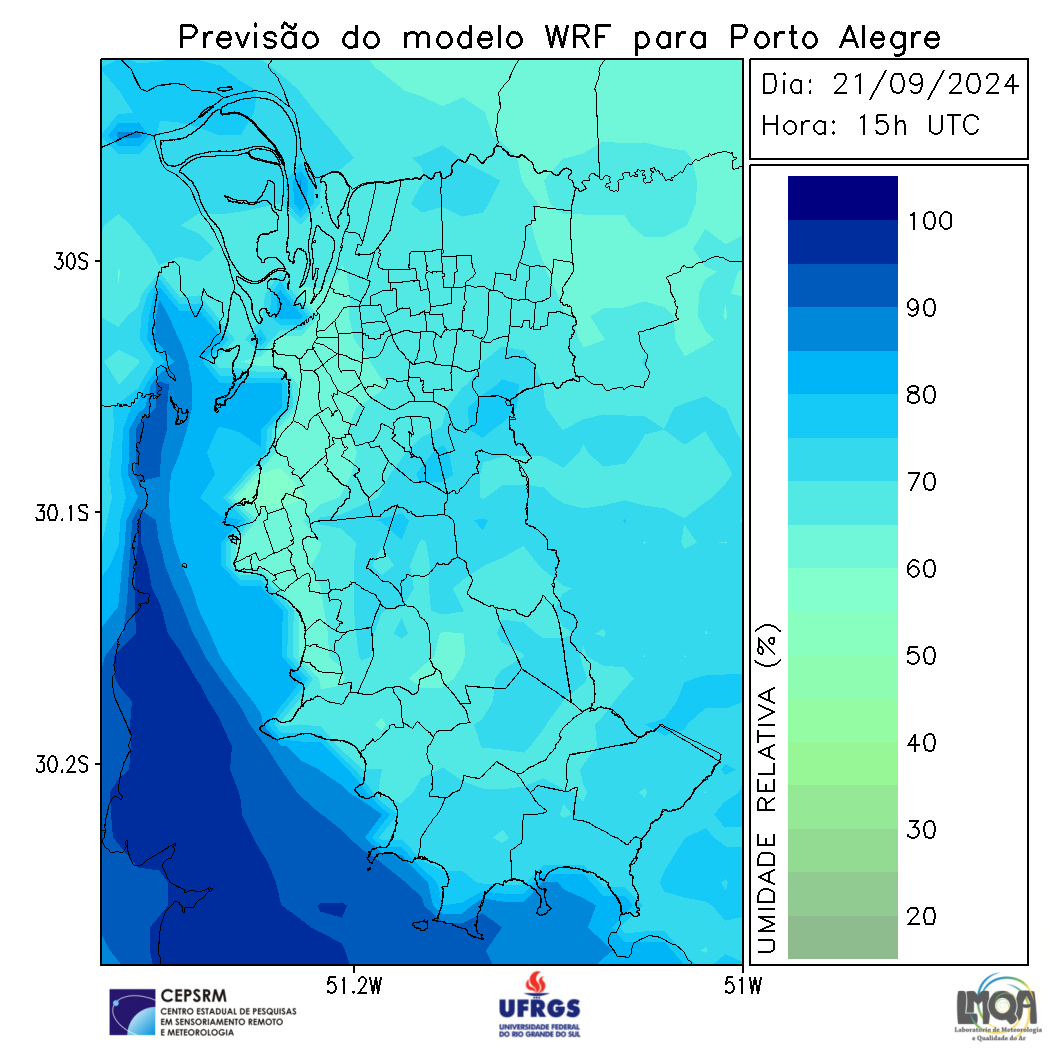 Previsão do modelo WRF para Porto Alegre
Dia: 21/09/2024
Hora: 15h UTC
30S
30.1S
30.2S
51.2W
51W
100
90
80
70
60
50
40
30
20
UMIDADE RELATIVA (%)
CEPSRM
CENTRO ESTADUAL DE PESQUISAS
EM SENSORIAMENTO REMOTO
E METEOROLOGIA
UFRGS
UNIVERSIDADE FEDERAL
DO RIO GRANDE DO SUL
LMQA
Laboratório de Meteorologia
e Qualidade do Ar